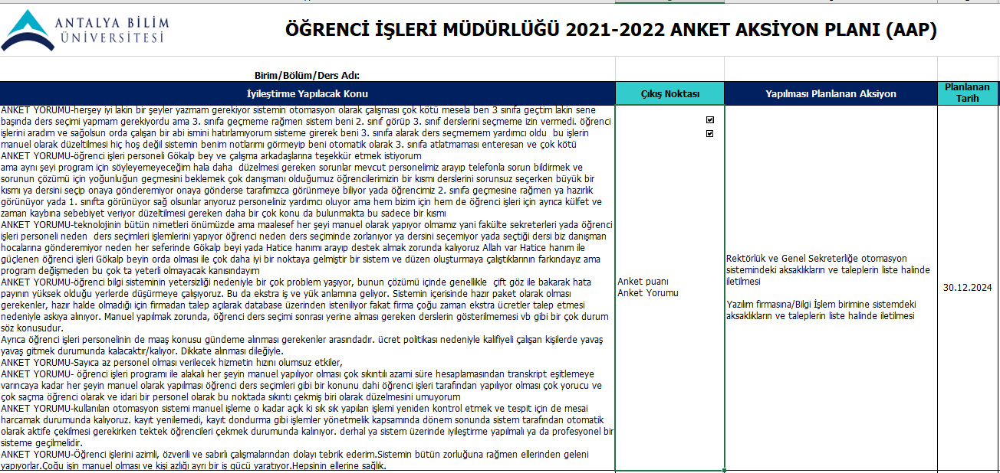 ANTALYA BİLİM
ÜNİVERSİTESİ
ÖĞRENCİ İŞLERİ MÜDÜRLÜĞÜ 2021-2022 ANKET AKSİYON PLANI (AAP)
Birim/Bölüm/Ders Adı:
İyileştirme Yapılacak Konu
Çıkış Noktası
Yapılması Planlanan Aksiyon
Planlanan
Tarih
ANKET YORUMU-herşey iyi lakin bir şeyler yazmam gerekiyor sistemin otomasyon olarak çalışması çok kötü mesela ben 3 sınıfa geçtim lakin sene
başında ders seçimi yapmam gerekiyordu ama 3. sınıfa geçmeme rağmen sistem beni 2. sınıf görüp 3. sınıf derslerini seçmeme izin vermedi. öğrenci
işlerini aradım ve sağolsun orda çalışan bir abi ismini hatırlamıyorum sisteme girerek beni 3. sınıfa alarak ders seçmemem yardımcı oldu  bu işlerin
manuel olarak düzeltilmesi hiç hoş değil sistemin benim notlarımı görmeyip beni otomatik olarak 3. sınıfa atlatmaması enteresan ve çok kötü
ANKET YORUMU-öğrenci işleri personeli Gökalp bey ve çalışma arkadaşlarına teşekkür etmek istiyorum
ama aynı şeyi program için söyleyemeyeceğim hala daha  düzelmesi gereken sorunlar mevcut personelimiz arayıp telefonla sorun bildirmek ve
sorunun çözümü için yoğunluğun geçmesini beklemek çok danışmanı olduğumuz öğrencilerimizin bir kısmı derslerini sorunsuz seçerken büyük bir
kısmı ya dersini seçip onaya gönderemiyor onaya gönderse tarafımızca görünmeye biliyor yada öğrencimiz 2. sınıfa geçmesine rağmen ya hazırlık
görünüyor yada 1. sınıfta görünüyor sağ olsunlar arıyoruz personeliniz yardımcı oluyor ama hem bizim için hem de öğrenci işleri için ayrıca külfet ve
zaman kaybına sebebiyet veriyor düzeltilmesi gereken daha bir çok konu da bulunmakta bu sadece bir kısmı
ANKET YORUMU-teknolojinin bütün nimetleri önümüzde ama maalesef her şeyi manuel olarak yapıyor olmamız yani fakülte sekreterleri yada öğrenci
işleri personeli neden  ders seçimleri işlemlerini yapıyor öğrenci neden ders seçiminde zorlanıyor ya dersini seçemiyor yada seçtiği dersi biz danışman
hocalarına gönderemiyor neden her seferinde Gökalp beyi yada Hatice hanımı arayıp destek almak zorunda kalıyoruz Allah var Hatice hanım ile
güçlenen öğrenci işleri Gökalp beyin orda olması ile çok daha iyi bir noktaya gelmiştir bir sistem ve düzen oluşturmaya çalıştıklarının farkındayız ama
program değişmeden bu çok ta yeterli olmayacak kanısındayım
ANKET YORUMU-öğrenci bilgi sisteminin yetersizliği nedeniyle bir çok problem yaşıyor, bunun çözümü içinde genellikle  çift göz ile bakarak hata
payının yüksek olduğu yerlerde düşürmeye çalışıyoruz. Bu da ekstra iş ve yük anlamına geliyor. Sistemin içerisinde hazır paket olarak olması
gerekenler, hazır halde olmadığı için firmadan talep açılarak database üzerinden isteniliyor fakat firma çoğu zaman ekstra ücretler talep etmesi
nedeniyle askıya alınıyor. Manuel yapılmak zorunda, öğrenci ders seçimi sonrası yerine alması gereken derslerin gösterilmemesi vb gibi bir çok durum
söz konusudur.
Ayrıca öğrenci işleri personelinin de maaş konusu gündeme alınması gerekenler arasındadır. ücret politikası nedeniyle kalifiyeli çalışan kişilerde yavaş
yavaş gitmek durumunda kalacaktır/kalıyor. Dikkate alınması dileğiyle.
ANKET YORUMU-Sayıca az personel olması verilecek hizmetin hızını olumsuz etkiler,
ANKET YORUMU- öğrenci işleri programı ile alakalı her şeyin manuel yapılıyor olması çok sıkıntılı azami süre hesaplamasından transkript eşitlemeye
varıncaya kadar her şeyin manuel olarak yapılması öğrenci ders seçimleri gibi bir konunu dahi öğrenci işleri tarafından yapılıyor olması çok yorucu ve
çok saçma öğrenci olarak ve idari bir personel olarak bu noktada sıkıntı çekmiş biri olarak düzelmesini umuyorum
ANKET YORUMU-kullanılan otomasyon sistemi manuel işleme o kadar açık ki sık sık yapılan işlemi yeniden kontrol etmek ve tespit için de mesai
harcamak durumunda kalıyoruz. kayıt yenilemedi, kayıt dondurma gibi işlemler yönetmelik kapsamında dönem sonunda sistem tarafından otomatik
olarak aktife çekilmesi gerekirken tektek öğrencileri çekmek durumunda kalınıyor. derhal ya sistem üzerinde iyileştirme yapılmalı ya da profesyonel bir
sisteme geçilmelidir.
ANKET YORUMU-Öğrenci işlerini azimli, özverili ve sabırlı çalışmalarından dolayı tebrik ederim.Sistemin bütün zorluğuna rağmen ellerinden geleni
yapıyorlar.Çoğu işin manuel olması ve kişi azlığı ayrı bir iş gücü yaratıyor.Hepsinin ellerine sağlık.
Anket puanı
Anket Yorumu
Rektörlük ve Genel Sekreterliğe otomasyon
sistemindeki aksaklıkların ve taleplerin liste halinde
iletilmesi
Yazılım firmasına/Bilgi İşlem birimine sistemdeki
aksaklıkların ve taleplerin liste halinde iletilmesi
30.12.2024